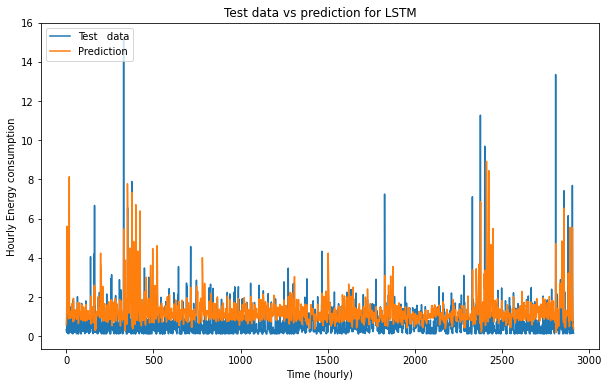 Test data vs prediction for LSTM
Test data
Prediction
Hourly Energy consumption
16
14
12
10
8
6
4
2
0
0 500 1000 1500 2000 2500 3000
Time (hourly)